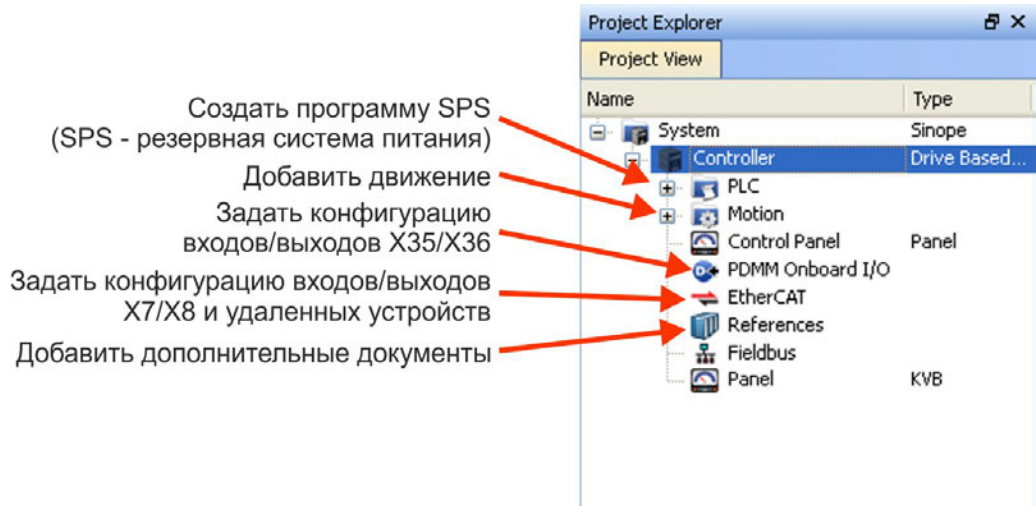 Project Explorer
Project View
Name Type
System Sinope
Controller Drive Based...
PLC
Motion
Control Panel Panel
PDMM Onboard I/O
EtherCAT
References
Fieldbus
Panel KVB
Создать программу SPS
(SPS - резервная система питания)
Добавить движение
Задать конфигурацию
входов/выходов X35/X36
Задать конфигурацию входов/выходов
X7/X8 и удаленных устройств
Добавить дополнительные документы